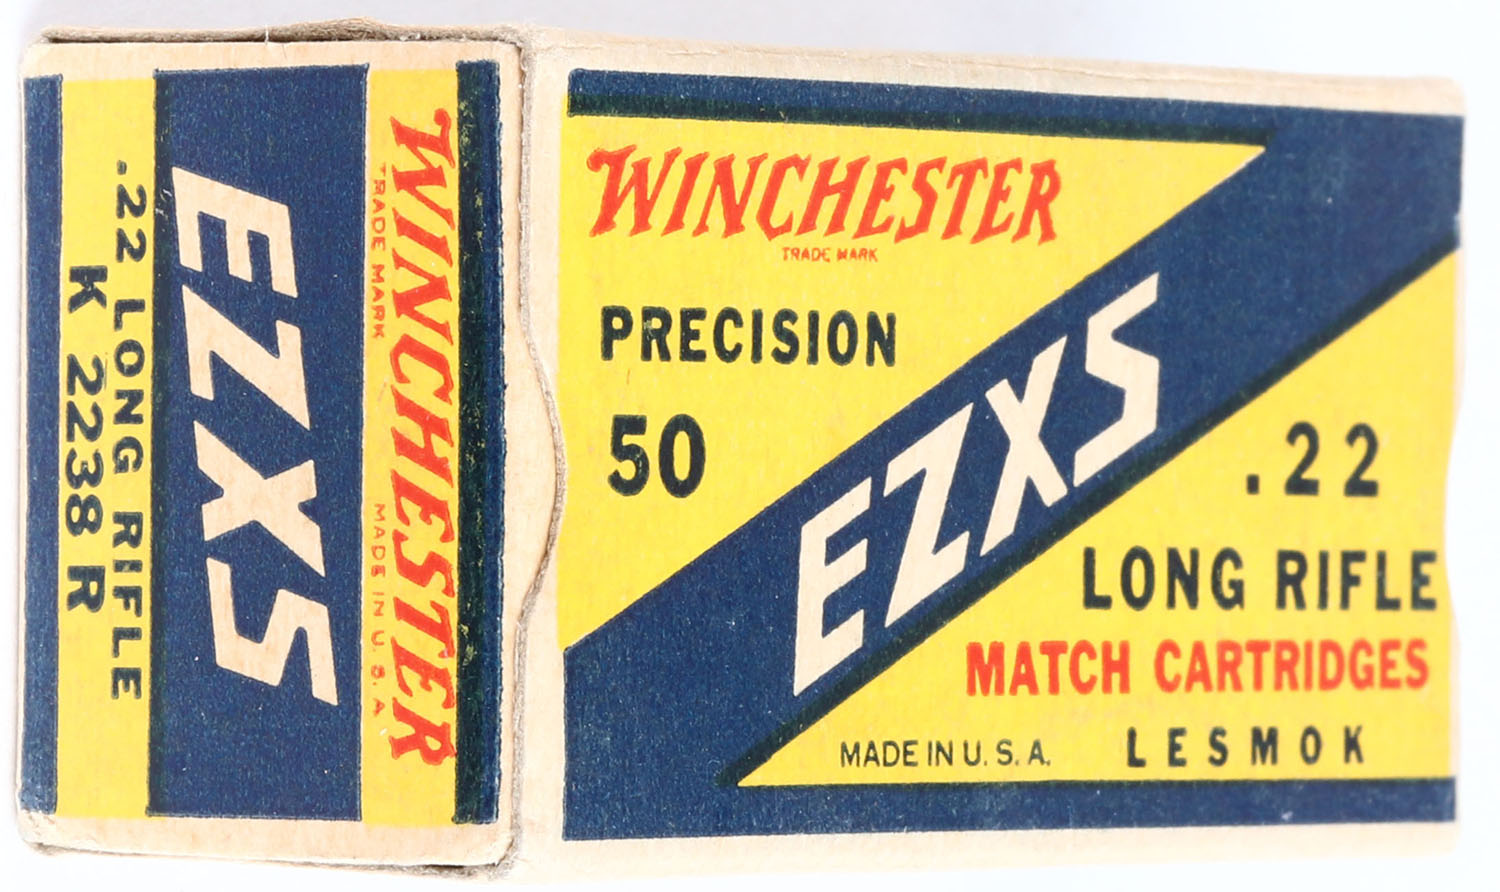 WINCHESTER
TRADE MARK
PRECISION
50
EZXS
.22
LONG RIFLE
MATCH CARTRIDGES
MADE IN U.S.A.
LESMOK
WINCHESTER
TRADE MARK MADE IN U.S.A.
EZXS
.22 LONG RIFLE
K 2238 R